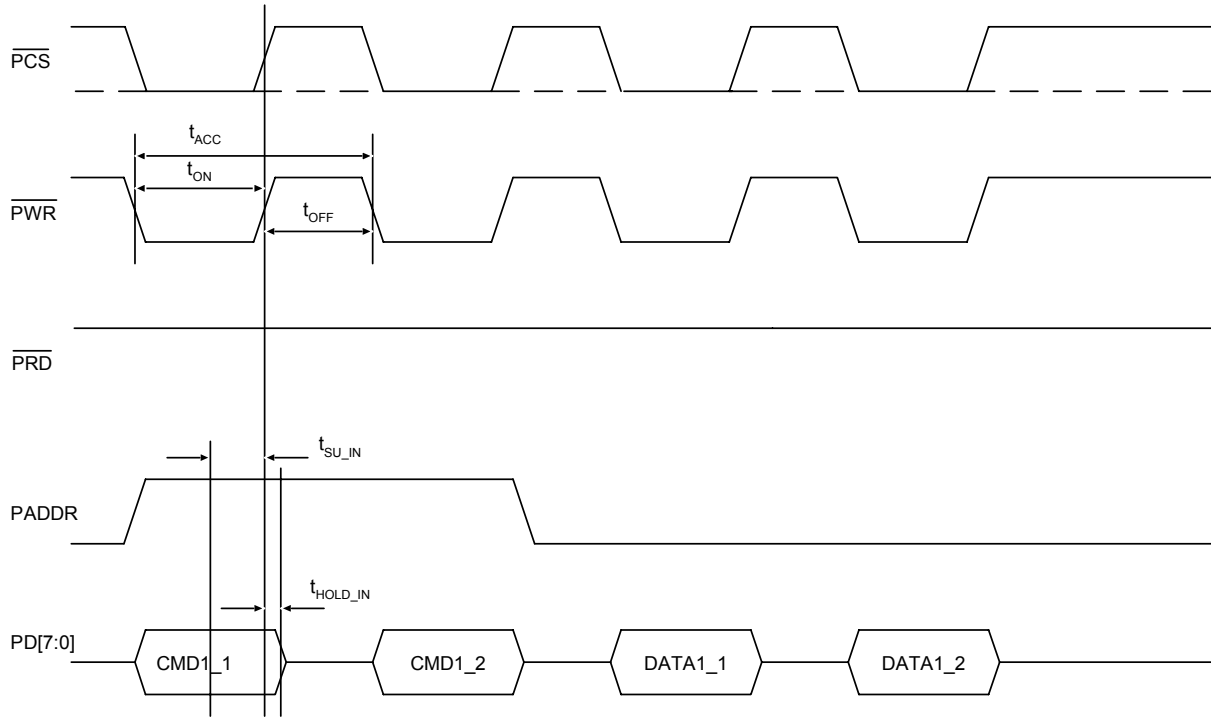 PCS
tACC
tON
PWR
tOFF
PRD
tSU_IN
PADDR
tHOLD_IN
PD[7:0]
CMD1_1
CMD1_2
DATA1_1
DATA1_2